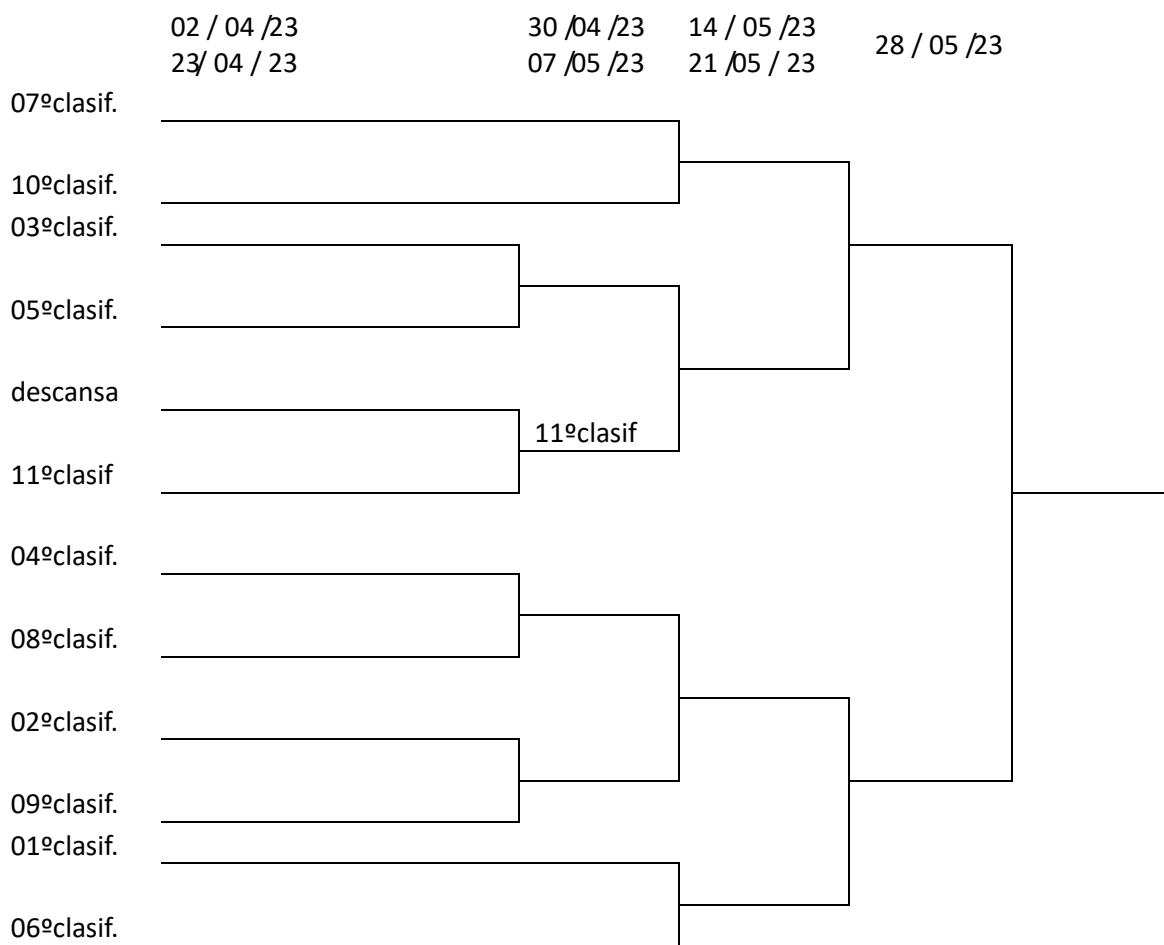 02 / 04 /23
23/ 04 / 23
30 /04 /23
07 /05 /23
14 / 05 /23
21 /05 / 23
28 / 05 /23
07ºclasif.
10ºclasif.
03ºclasif.
05ºclasif.
descansa
11ºclasif
11ºclasif
04ºclasif.
08ºclasif.
02ºclasif.
09ºclasif.
01ºclasif.
06ºclasif.